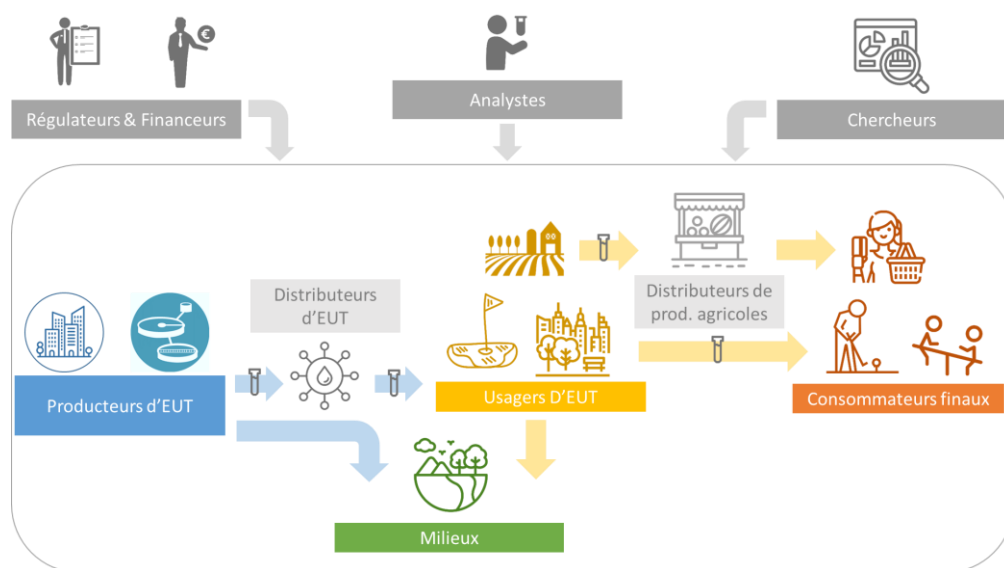 €
Régulateurs & Financeurs
Analystes
Chercheurs
Distributeurs
d'EUT
Distributeurs de
prod. agricoles
Producteurs d'EUT
Usagers D'EUT
Consommateurs finaux
Milieux